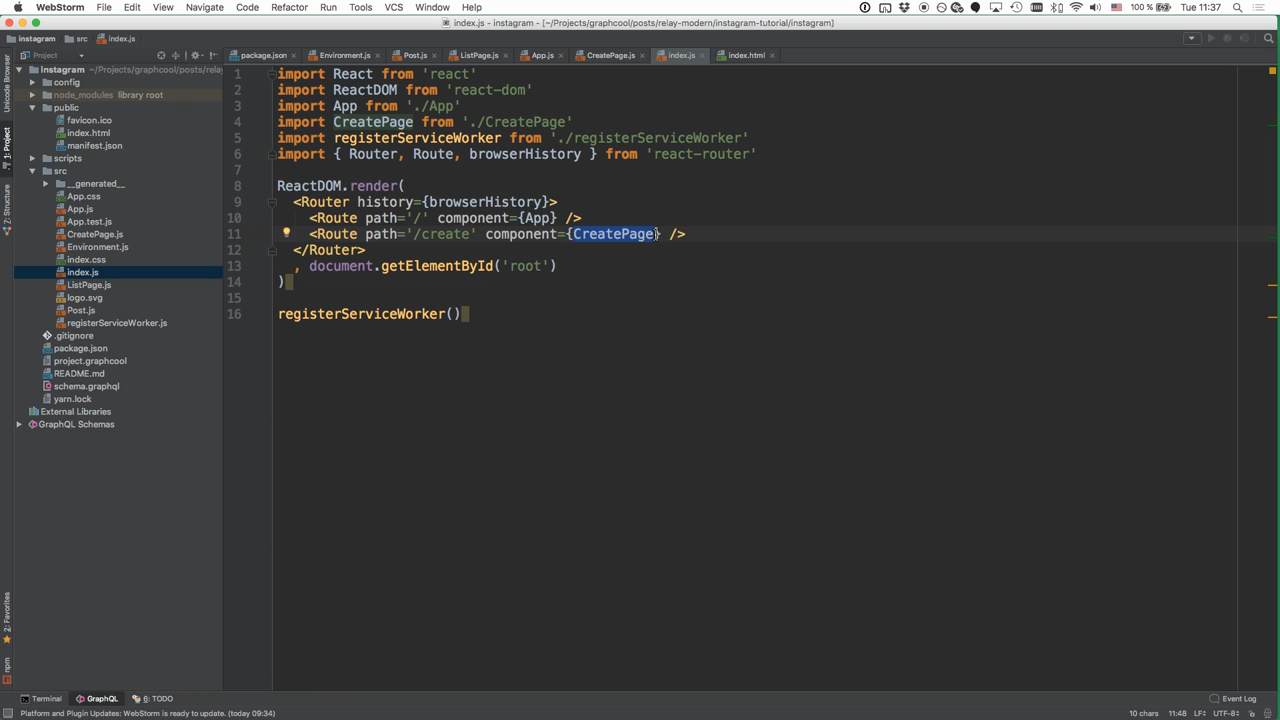 WebStorm File Edit View Navigate Code Refactor Run Tools VCS Window Help 100 % Tue 11:37
index.js - instagram - [~/Projects/graphcool/posts/relay-modern/instagram-tutorial/instagram]
instagram src index.js
Project
package.json Environment.js Post.js ListPage.js App.js CreatePage.js index.js index.html
Unicode Browser
1: Project
7: Structure
2: Favorites
npm
Instagram ~/Projects/graphcool/posts/relay
config
node_modules library root
public
favicon.ico
index.html
manifest.json
scripts
src
__generated__
App.css
App.js
App.test.js
CreatePage.js
Environment.js
index.css
index.js
ListPage.js
logo.svg
Post.js
registerServiceWorker.js
.gitignore
package.json
project.graphcool
README.md
schema.graphql
yarn.lock
External Libraries
GraphQL Schemas
1 import React from 'react'
2 import ReactDOM from 'react-dom'
3 import App from './App'
4 import CreatePage from './CreatePage'
5 import registerServiceWorker from './registerServiceWorker'
6 import { Router, Route, browserHistory } from 'react-router'
7
8 ReactDOM.render(
9 <Router history={browserHistory}>
10 <Route path='/' component={App} />
11 <Route path='/create' component={CreatePage} />
12 </Router>
13 , document.getElementById('root')
14 )
15
16 registerServiceWorker()
Terminal GraphQL 6: TODO Event Log
Platform and Plugin Updates: WebStorm is ready to update. (today 09:34) 10 chars 11:48 LF UTF-8